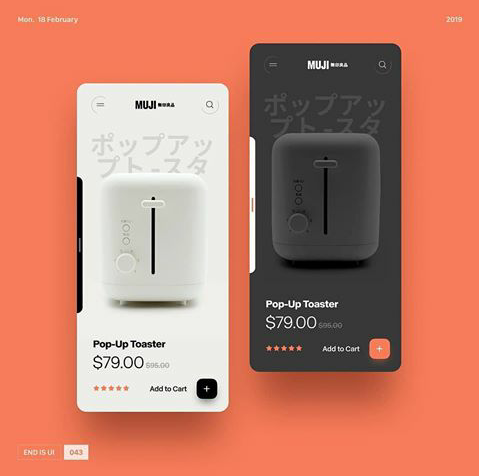 Mon. 18 February
2019
MUJI 無印良品
ポップアッ
プト-スタ
Pop-Up Toaster
$79.00 $95.00
Add to Cart
MUJI 無印良品
ポップアッ
プト-スタ
Pop-Up Toaster
$79.00 $95.00
Add to Cart
END IS UI 043